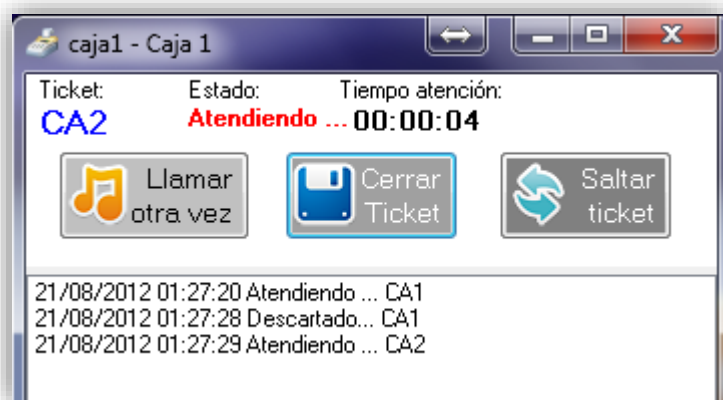 caja1 - Caja 1
Ticket: Estado: Tiempo atención:
CA2 Atendiendo ... 00:00:04
Llamar otra vez
Cerrar Ticket
Saltar ticket
21/08/2012 01:27:20 Atendiendo ... CA1
21/08/2012 01:27:28 Descartado... CA1
21/08/2012 01:27:29 Atendiendo ... CA2